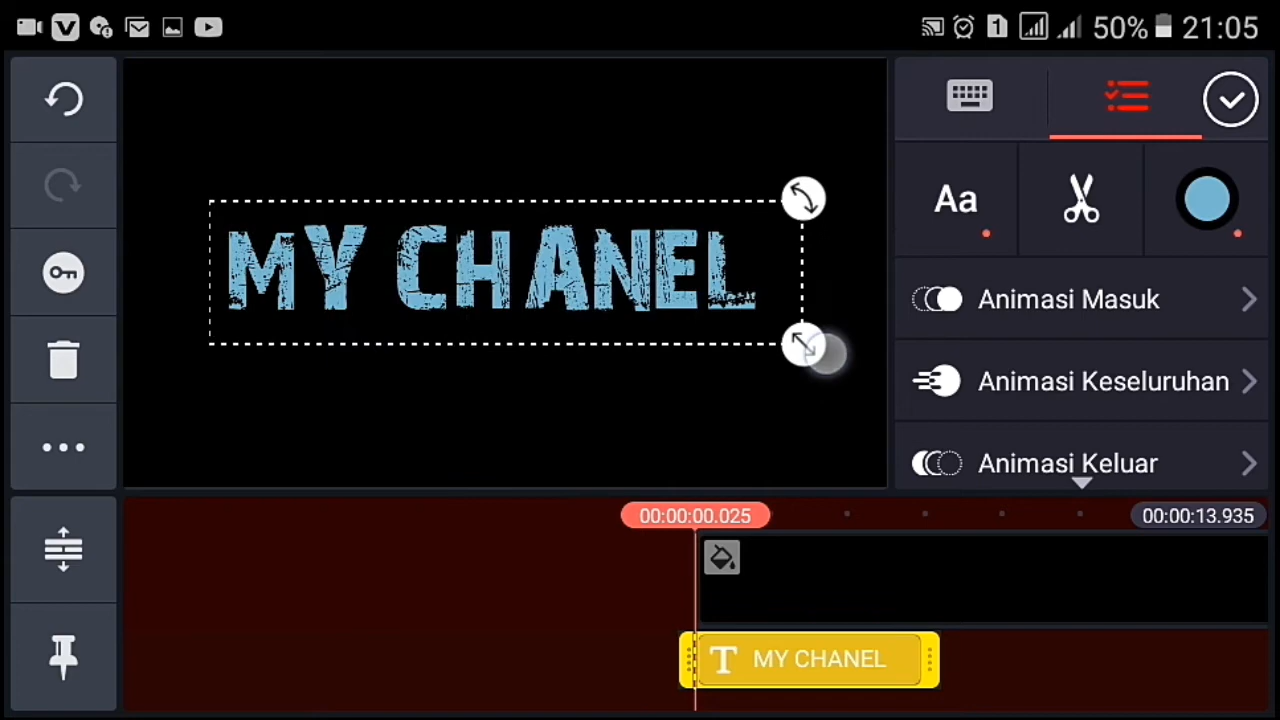 1 50% 21:05
MY CHANEL
Aa
Animasi Masuk
Animasi Keseluruhan
Animasi Keluar
00:00:00.025
00:00:13.935
T MY CHANEL